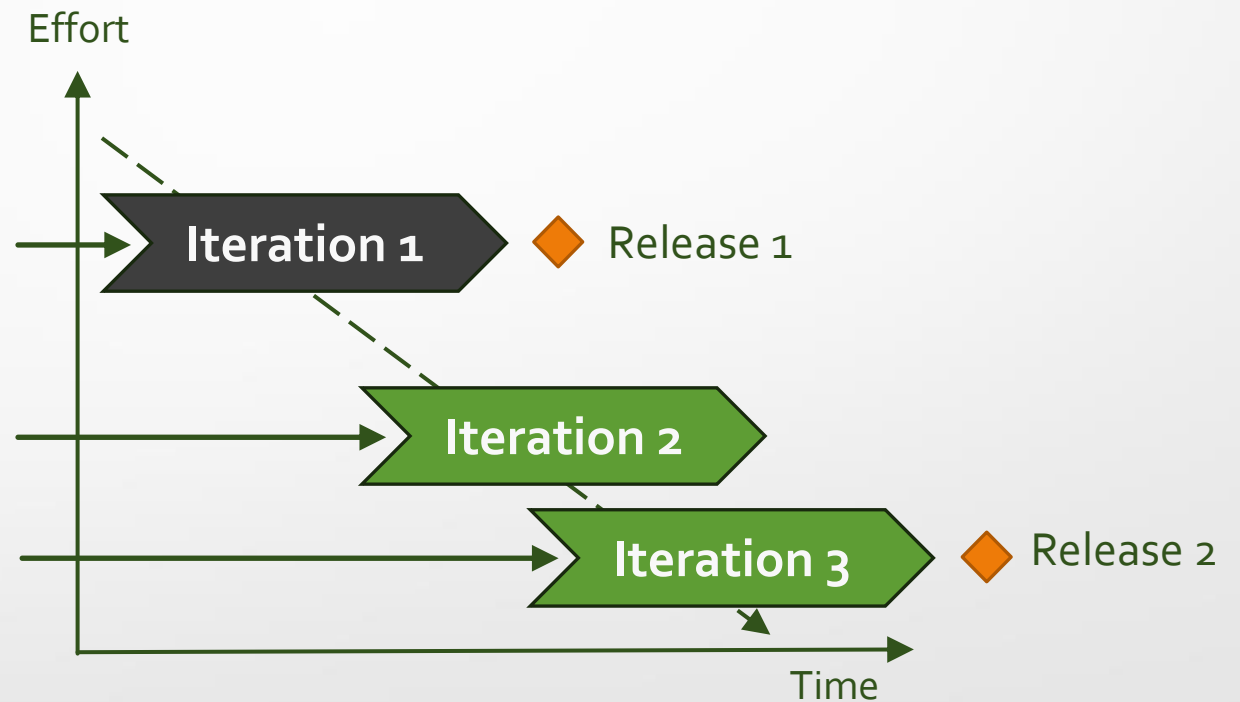 Effort
Iteration 1
Release 1
Iteration 2
Iteration 3
Release 2
Time